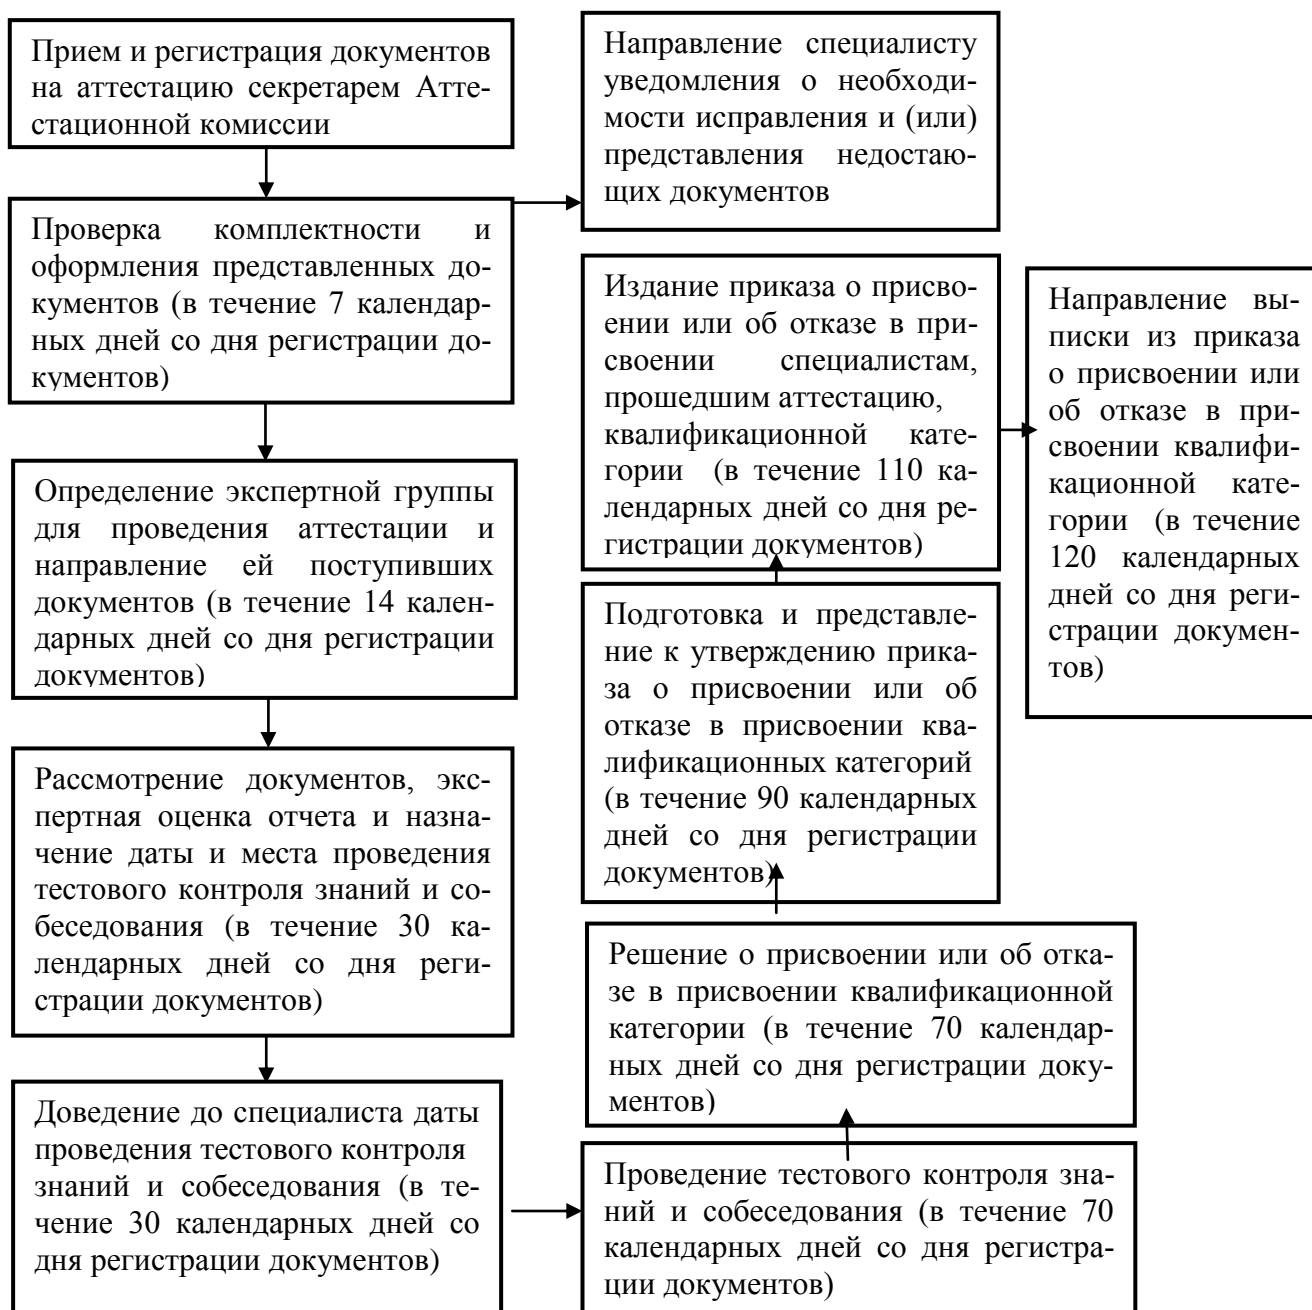 Прием и регистрация документов
на аттестацию секретарем Атте-
стационной комиссии
Проверка комплектности и
оформления представленных до-
кументов (в течение 7 календар-
ных дней со дня регистрации до-
кументов)
Определение экспертной группы
для проведения аттестации и
направление ей поступивших
документов (в течение 14 кален-
дарных дней со дня регистрации
документов)
Рассмотрение документов, экс-
пертная оценка отчета и назна-
чение даты и места проведения
тестового контроля знаний и со-
беседования (в течение 30 ка-
лендарных дней со дня реги-
страции документов)
Доведение до специалиста даты
проведения тестового контроля
знаний и собеседования (в те-
чение 30 календарных дней со
дня регистрации документов)
Направление специалисту
уведомления о необходи-
мости исправления и (или)
представления недостаю-
щих документов
Издание приказа о присво-
ении или об отказе в при-
своении специалистам,
прошедшим аттестацию,
квалификационной кате-
гории (в течение 110 ка-
лендарных дней со дня ре-
гистрации документов)
Подготовка и представле-
ние к утверждению прика-
за о присвоении или об
отказе в присвоении ква-
лификационных категорий
(в течение 90 календарных
дней со дня регистрации
документов)
Решение о присвоении или об отка-
зе в присвоении квалификационной
категории (в течение 70 календар-
ных дней со дня регистрации доку-
ментов)
Проведение тестового контроля зна-
ний и собеседования (в течение 70
календарных дней со дня регистра-
ции документов)
Направление вы-
писки из приказа
о присвоении или
об отказе в при-
своении квалифи-
кационной кате-
гории (в течение
120 календарных
дней со дня реги-
страции докумен-
тов)